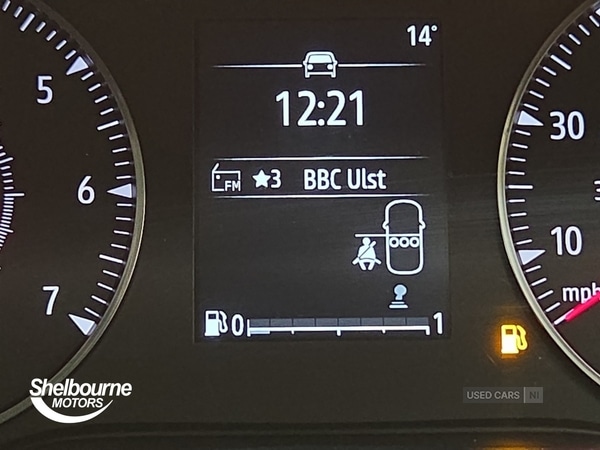 14°
12:21
FM ★3 BBC Ulst
5
6
7
30
3
10
mph
0 1
Shelbourne
MOTORS
USED CARS NI